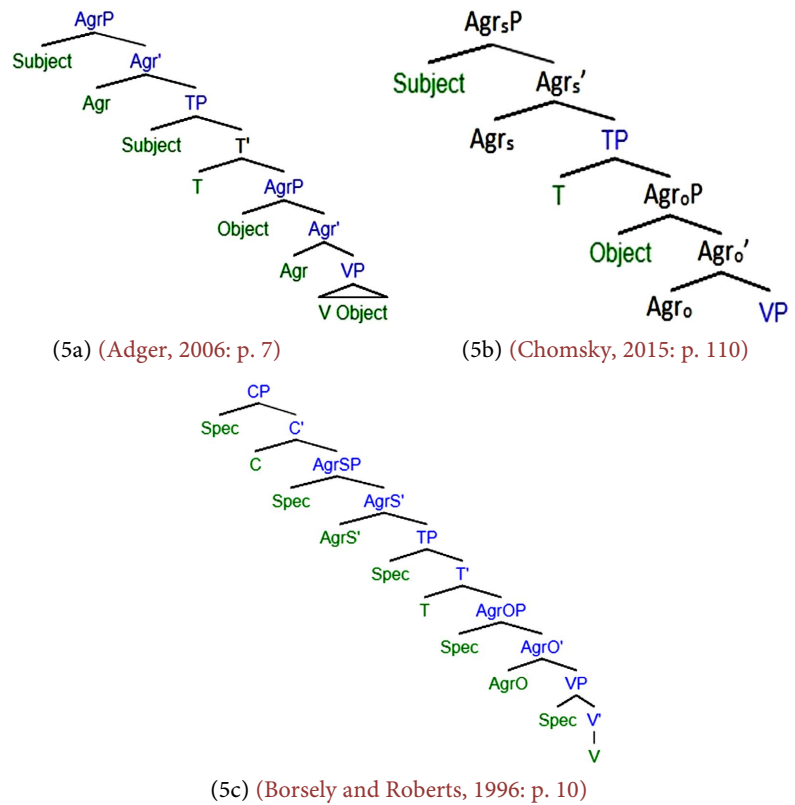 AgrP
Subject Agr'
Agr TP
Subject T'
T AgrP
Object Agr'
Agr VP
V Object
(5a) (Adger, 2006: p. 7)
AgrₛP
Subject Agrₛ’
Agrₛ TP
T AgrₒP
Object Agrₒ’
Agrₒ VP
(5b) (Chomsky, 2015: p. 110)
CP
Spec C'
C AgrSP
Spec AgrS'
AgrS' TP
Spec T'
T AgrOP
Spec AgrO'
AgrO VP
Spec V'
V
(5c) (Borsely and Roberts, 1996: p. 10)